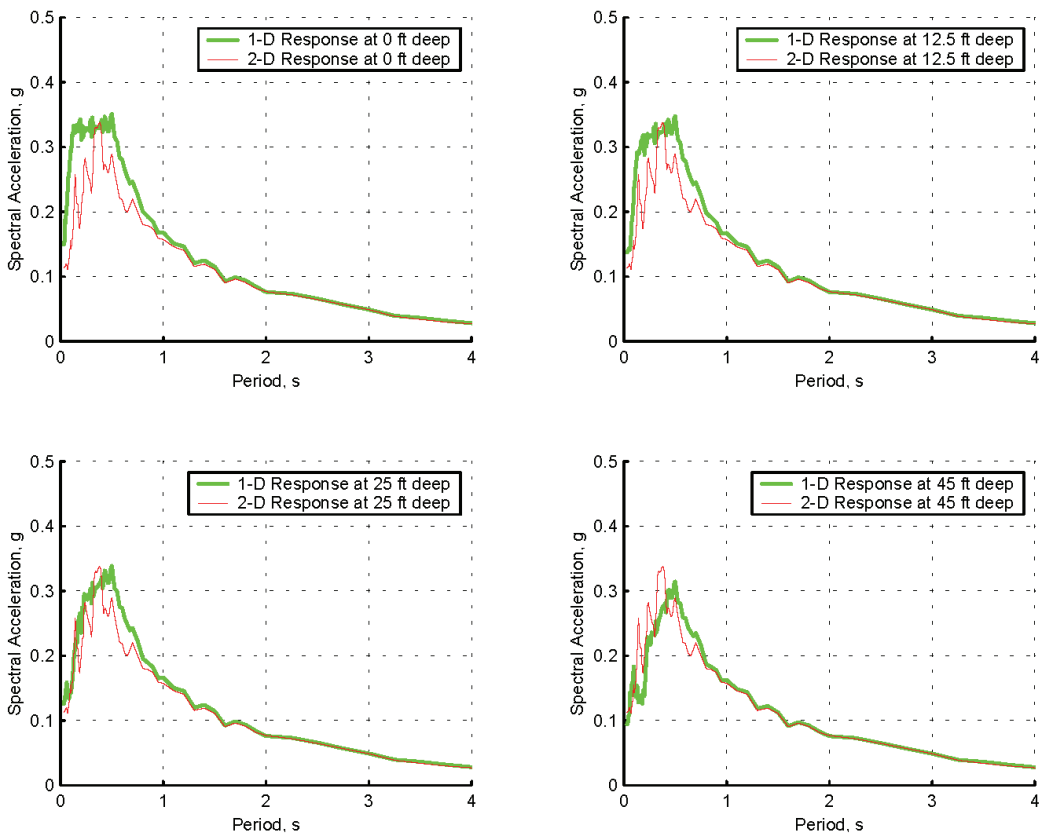 0.5
1-D Response at 0 ft deep
2-D Response at 0 ft deep
0.4
0.3
0.2
0.1
0
Spectral Acceleration, g
0 1 2 3 4
Period, s
0.5
1-D Response at 12.5 ft deep
2-D Response at 12.5 ft deep
0.4
0.3
0.2
0.1
0
Spectral Acceleration, g
0 1 2 3 4
Period, s
0.5
1-D Response at 25 ft deep
2-D Response at 25 ft deep
0.4
0.3
0.2
0.1
0
Spectral Acceleration, g
0 1 2 3 4
Period, s
0.5
1-D Response at 45 ft deep
2-D Response at 45 ft deep
0.4
0.3
0.2
0.1
0
Spectral Acceleration, g
0 1 2 3 4
Period, s